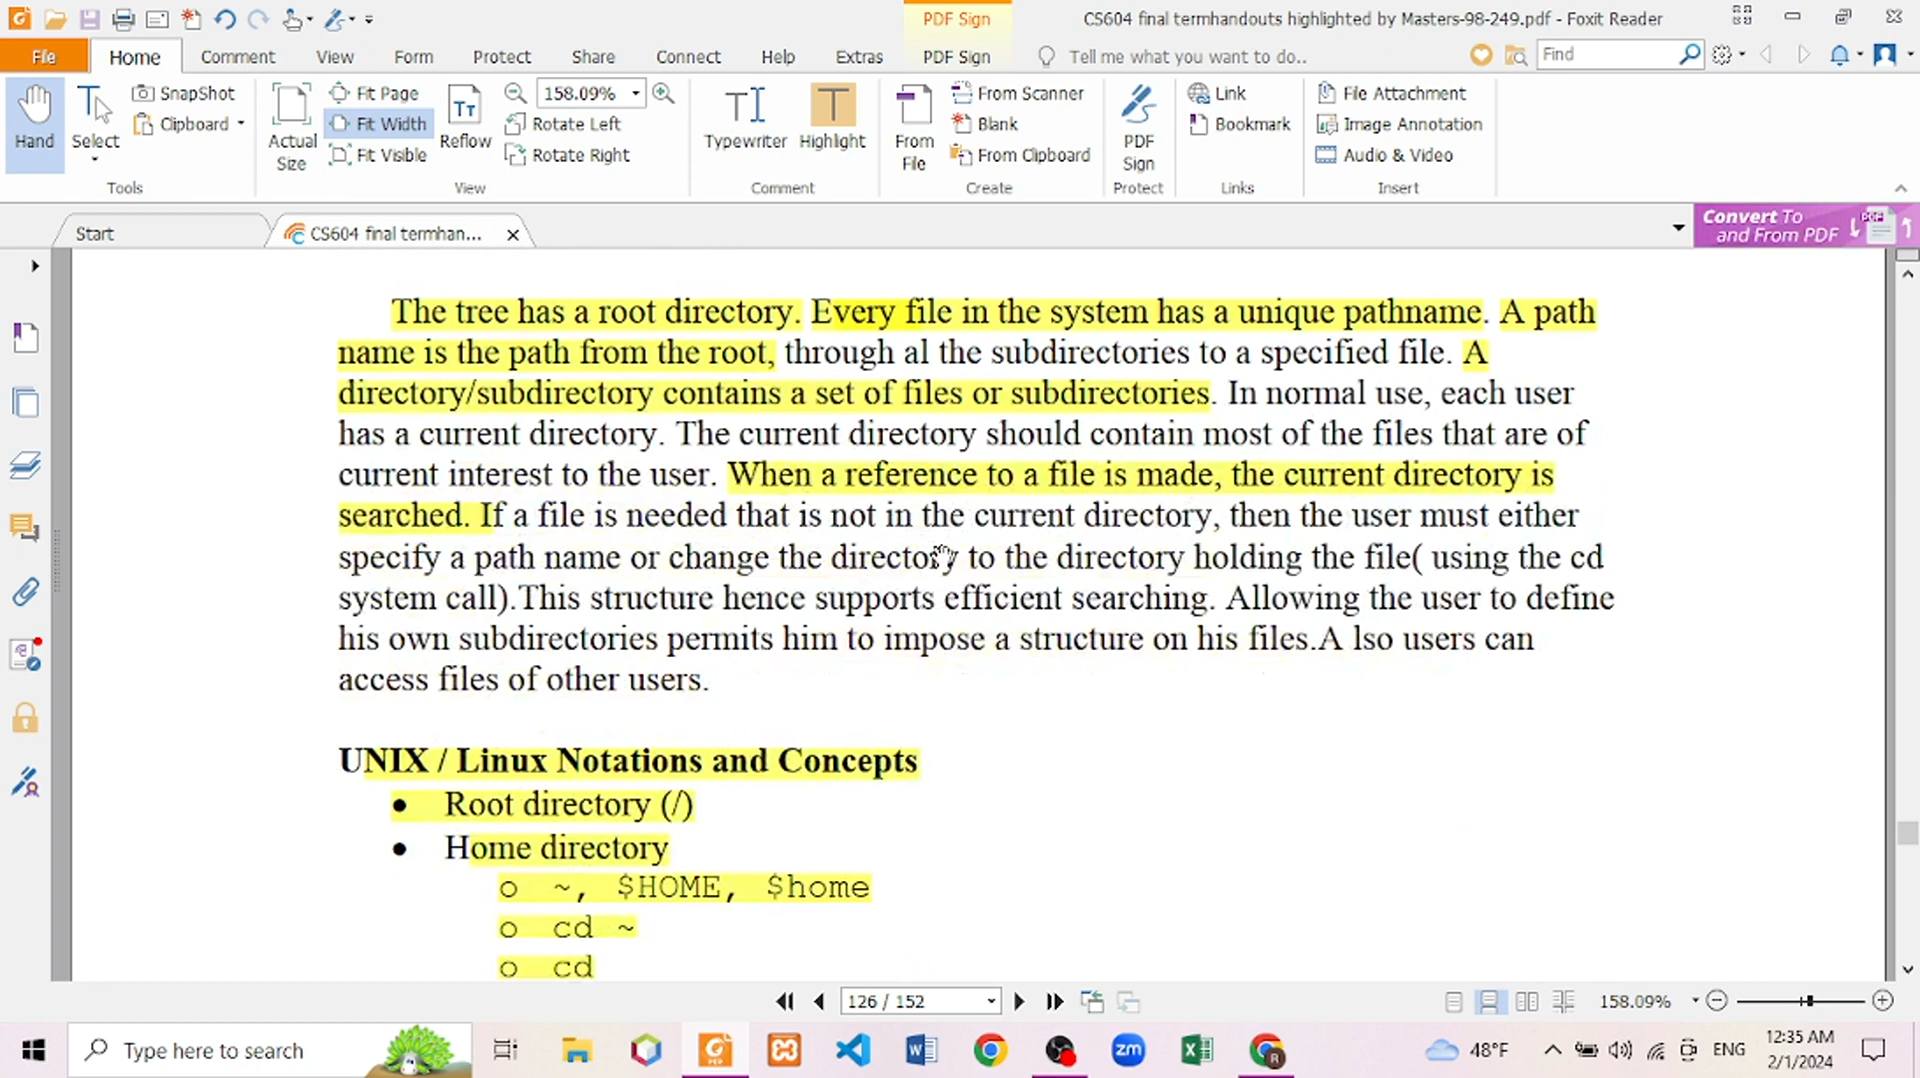 PDF Sign
CS604 final termhandouts highlighted by Masters-98-249.pdf - Foxit Reader
File Home Comment View Form Protect Share Connect Help Extras PDF Sign Tell me what you want to do.. Find
Hand
Select
SnapShot
Clipboard
Tools
Actual Size
Fit Page
Fit Width
Fit Visible
Reflow
158.09%
Rotate Left
Rotate Right
View
Typewriter
Highlight
Comment
From File
From Scanner
Blank
From Clipboard
Create
PDF Sign
Protect
Link
Bookmark
Links
File Attachment
Image Annotation
Audio & Video
Insert
Start
CS604 final termhan...
Convert To
and From PDF
The tree has a root directory. Every file in the system has a unique pathname. A path
name is the path from the root, through al the subdirectories to a specified file. A
directory/subdirectory contains a set of files or subdirectories. In normal use, each user
has a current directory. The current directory should contain most of the files that are of
current interest to the user. When a reference to a file is made, the current directory is
searched. If a file is needed that is not in the current directory, then the user must either
specify a path name or change the directory to the directory holding the file( using the cd
system call).This structure hence supports efficient searching. Allowing the user to define
his own subdirectories permits him to impose a structure on his files.A lso users can
access files of other users.
UNIX / Linux Notations and Concepts
• Root directory (/)
• Home directory
o ~, $HOME, $home
o cd ~
o cd
126 / 152
158.09%
Type here to search
48°F
ENG
12:35 AM
2/1/2024